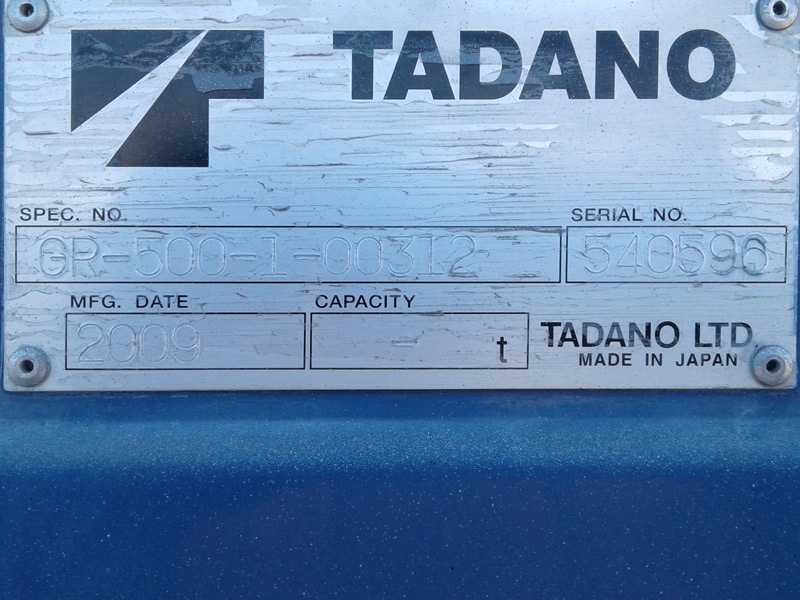 TADANO
SPEC. NO. SERIAL NO.
GR-500-1-00312 540596
MFG. DATE CAPACITY
2009 - t
TADANO LTD.
MADE IN JAPAN